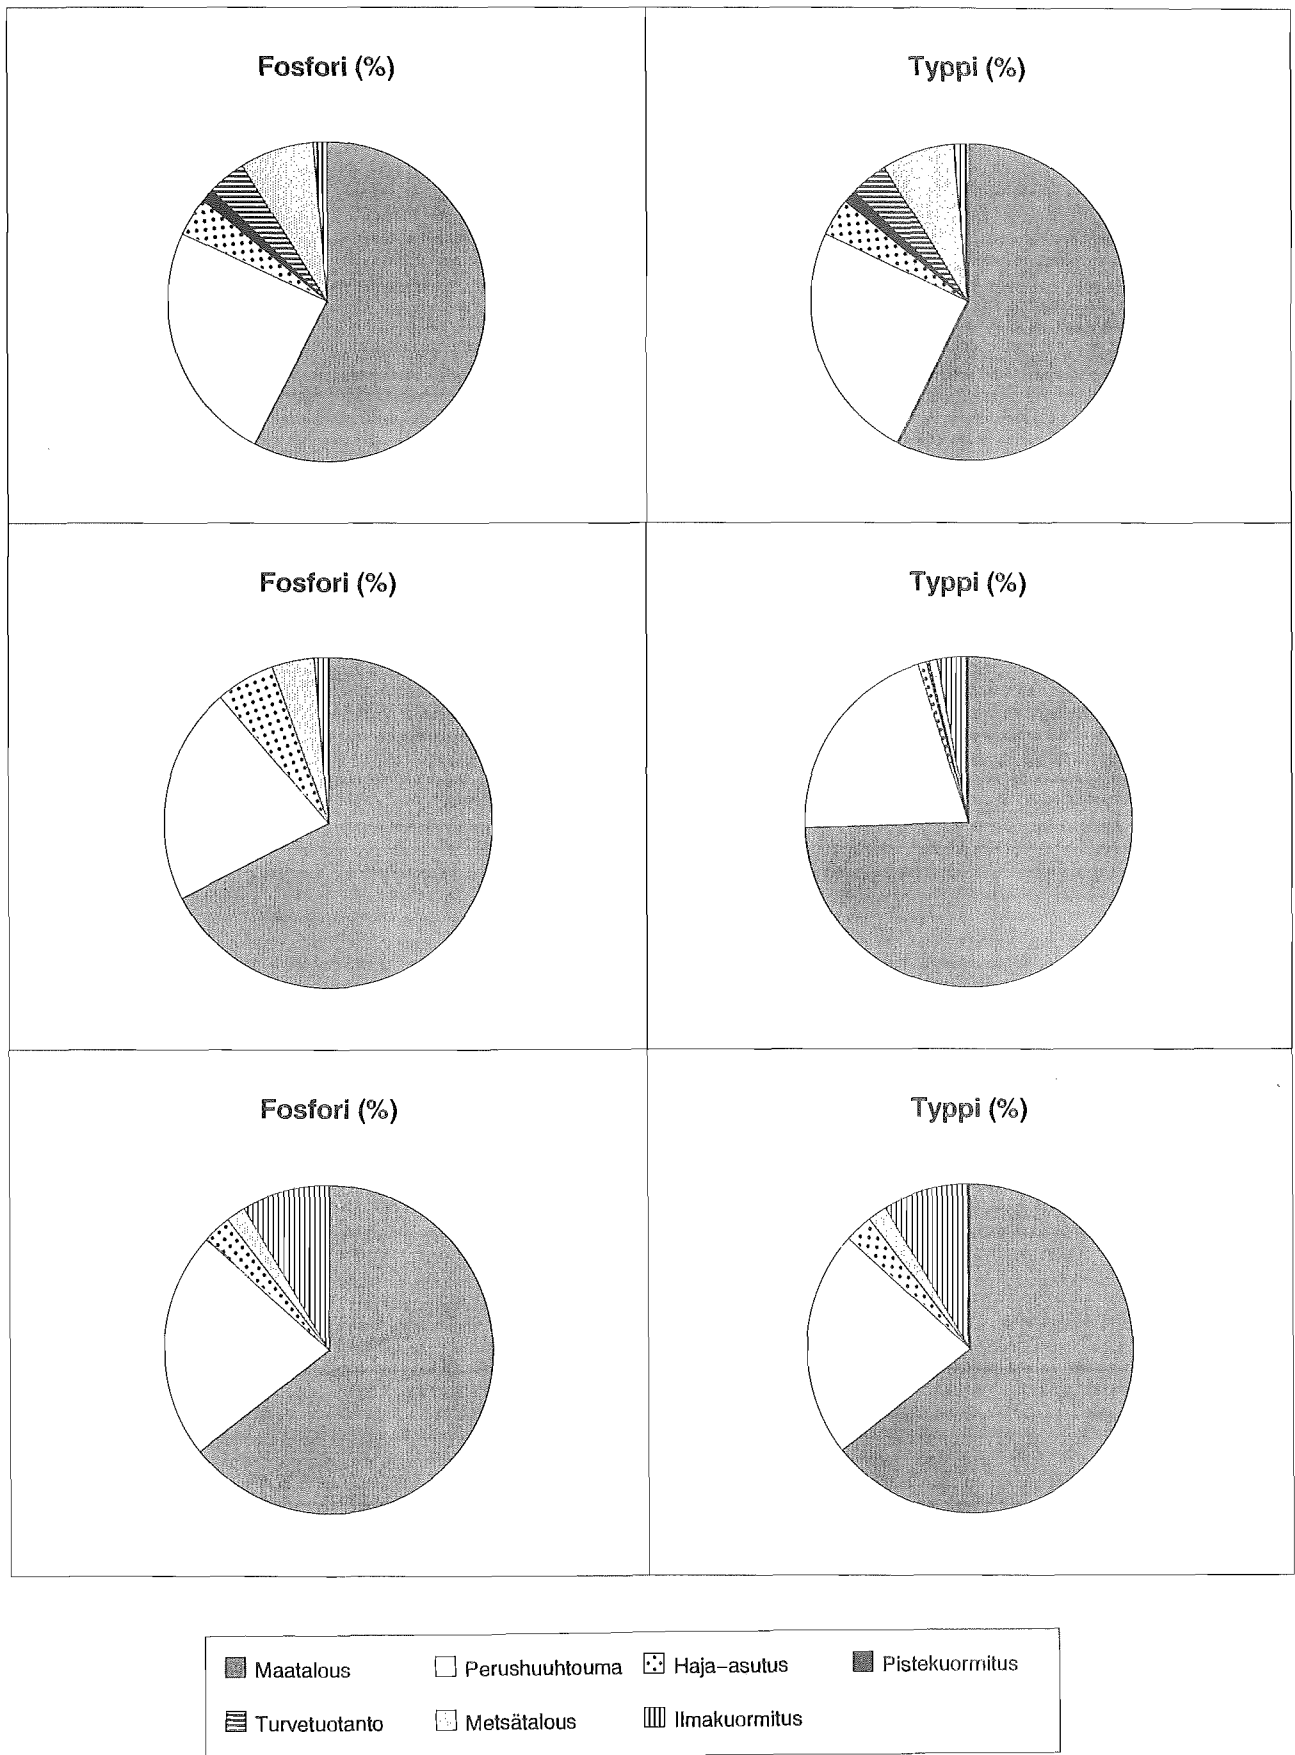 Fosfori (%)
Typpi (%)
Fosfori (%)
Typpi (%)
Fosfori (%)
Typpi (%)
Maatalous
Perushuuhtouma
Haja-asutus
Pistekuormitus
Turvetuotanto
Metsätalous
Ilmakuormitus